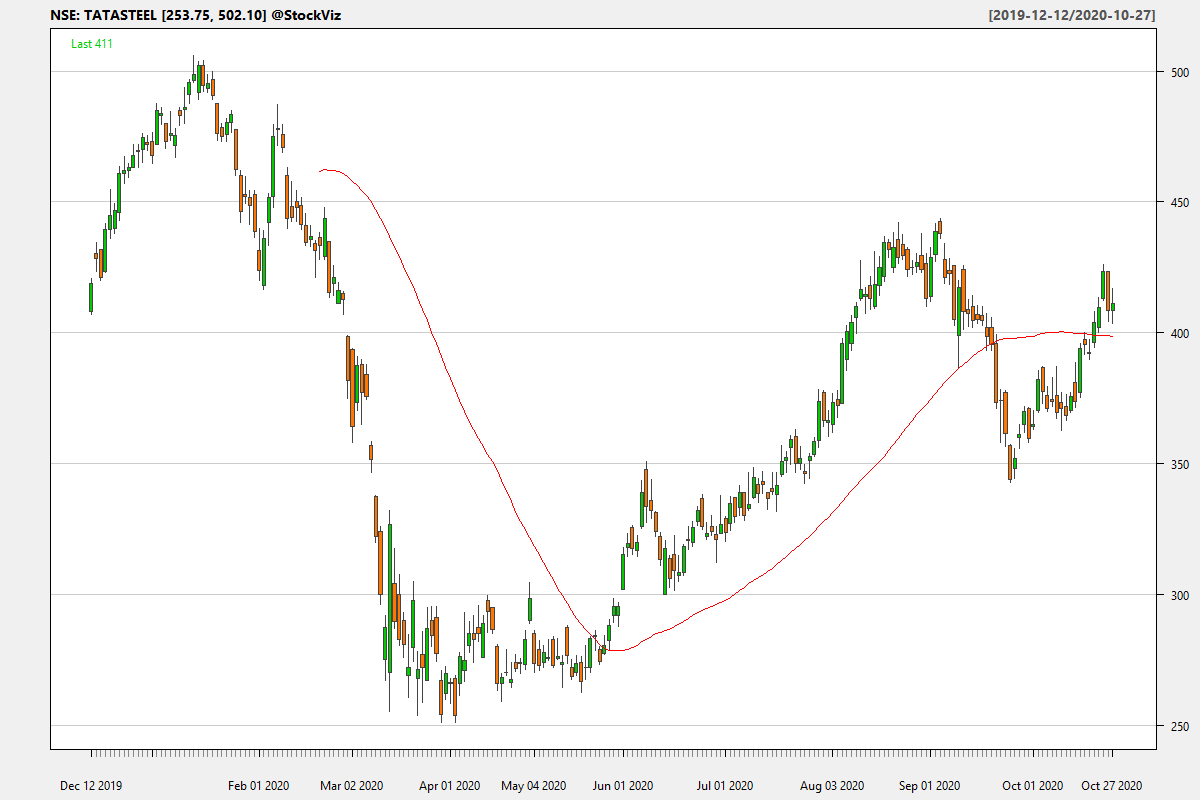 NSE: TATASTEEL [253.75, 502.10] @StockViz [2019-12-12/2020-10-27]
Last 411
500
450
400
350
300
250
Dec 12 2019 Feb 01 2020 Mar 02 2020 Apr 01 2020 May 04 2020 Jun 01 2020 Jul 01 2020 Aug 03 2020 Sep 01 2020 Oct 01 2020 Oct 27 2020